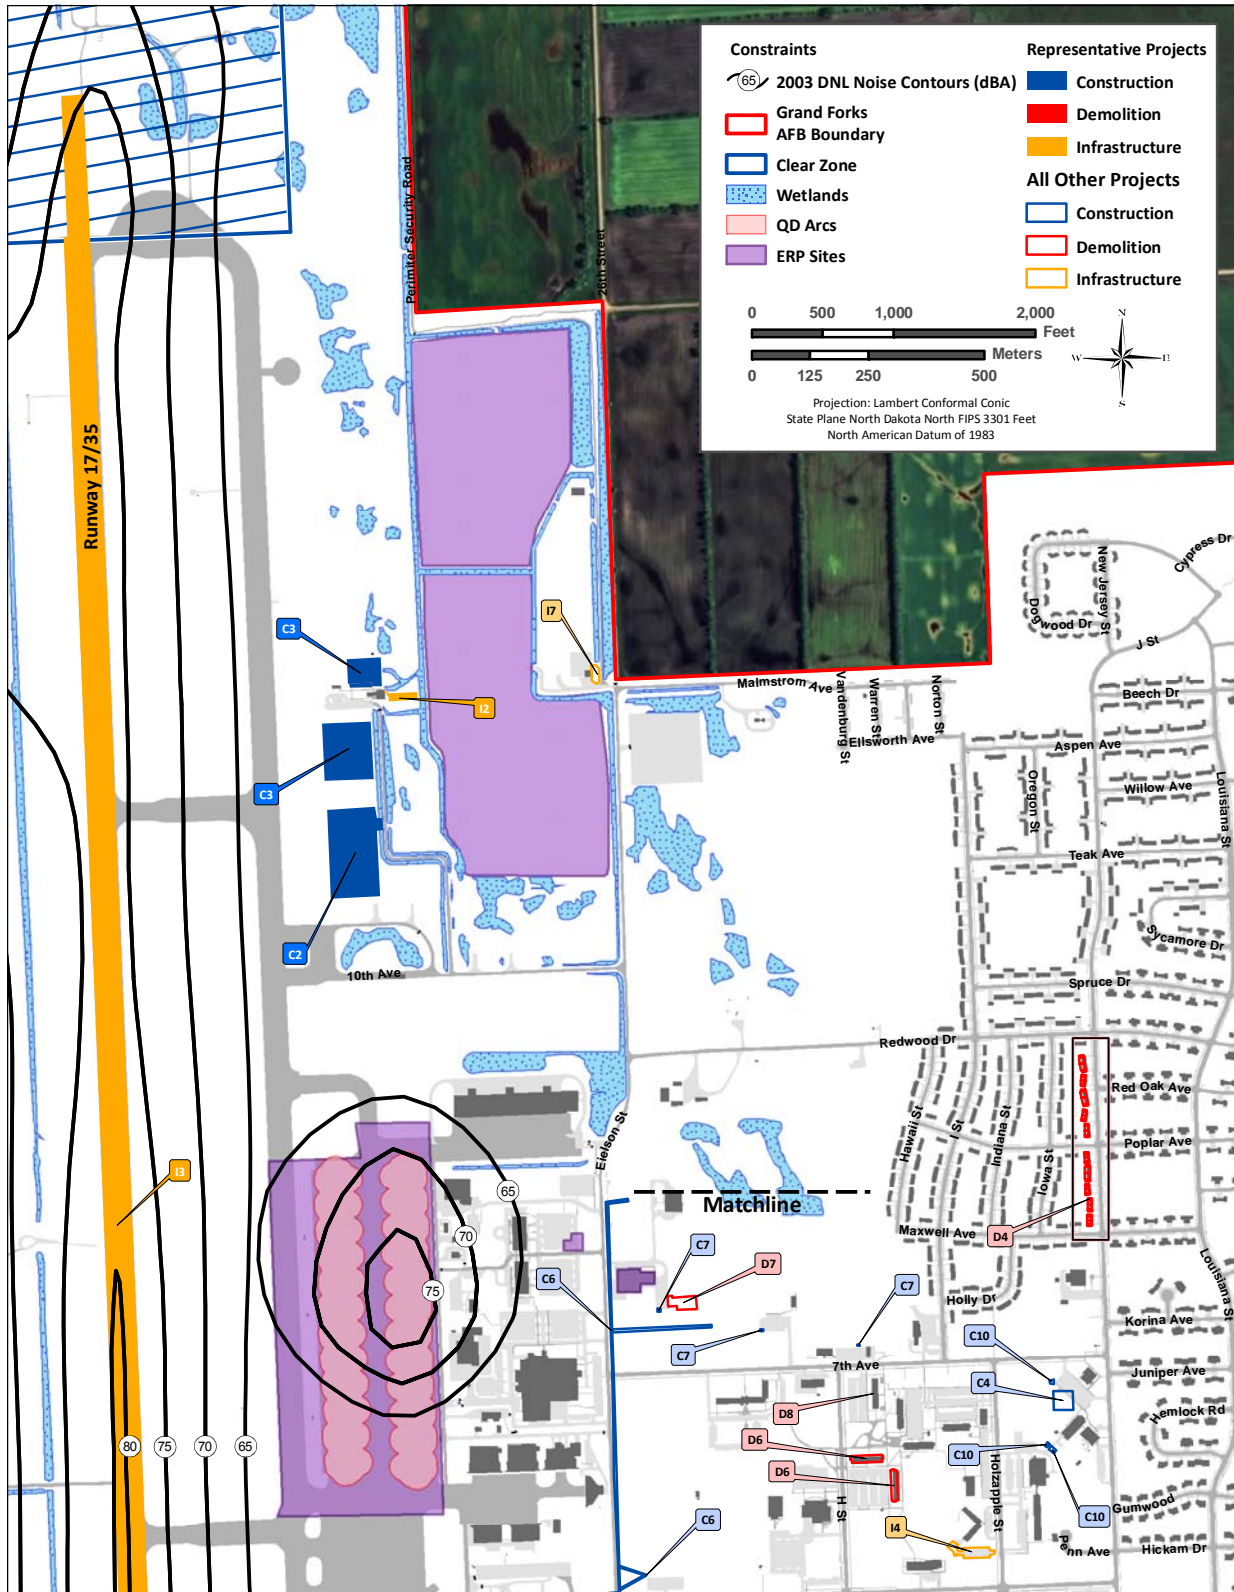 Constraints
65
2003 DNL Noise Contours (dBA)
Grand Forks
AFB Boundary
Clear Zone
Wetlands
QD Arcs
ERP Sites
Representative Projects
Construction
Demolition
Infrastructure
All Other Projects
Construction
Demolition
Infrastructure
0 500 1,000 2,000
Feet
Meters
0 125 250 500
Projection: Lambert Conformal Conic
State Plane North Dakota North FIPS 3301 Feet
North American Datum of 1983
N
W
E
S
Perimiter Security Road
26th Street
Runway 17/35
Cypress Dr
New Jersey St
Dogwood Dr
J St
I7
C3
I2
Malmstrom Ave
Vandenburg St
Warren St
Norton St
Ellsworth Ave
Beech Dr
Aspen Ave
Willow Ave
Oregon St
Louisiana St
C3
Teak Ave
C2
10th Ave
Sycamore Dr
Spruce Dr
Redwood Dr
Red Oak Ave
Hawaii St
I St
Indiana St
Iowa St
Poplar Ave
Eielson St
I3
65
70
75
Matchline
Maxwell Ave
D4
C7
D7
C6
C7
C7
Holly Dr
Louisiana St
Korina Ave
C10
7th Ave
C4
Juniper Ave
D8
Hemlock Rd
D6
C10
D6
80
75
70
65
H St
Holzapple St
C10
Gumwood
C6
I4
Penn Ave
Hickam Dr